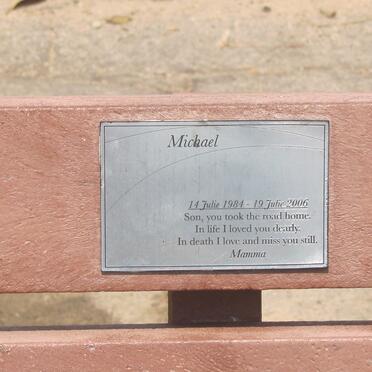 Michael
14 Julie 1984 - 19 Julie 2006
Son, you took the road home.
In life I loved you dearly.
In death I love and miss you still.
Mamma